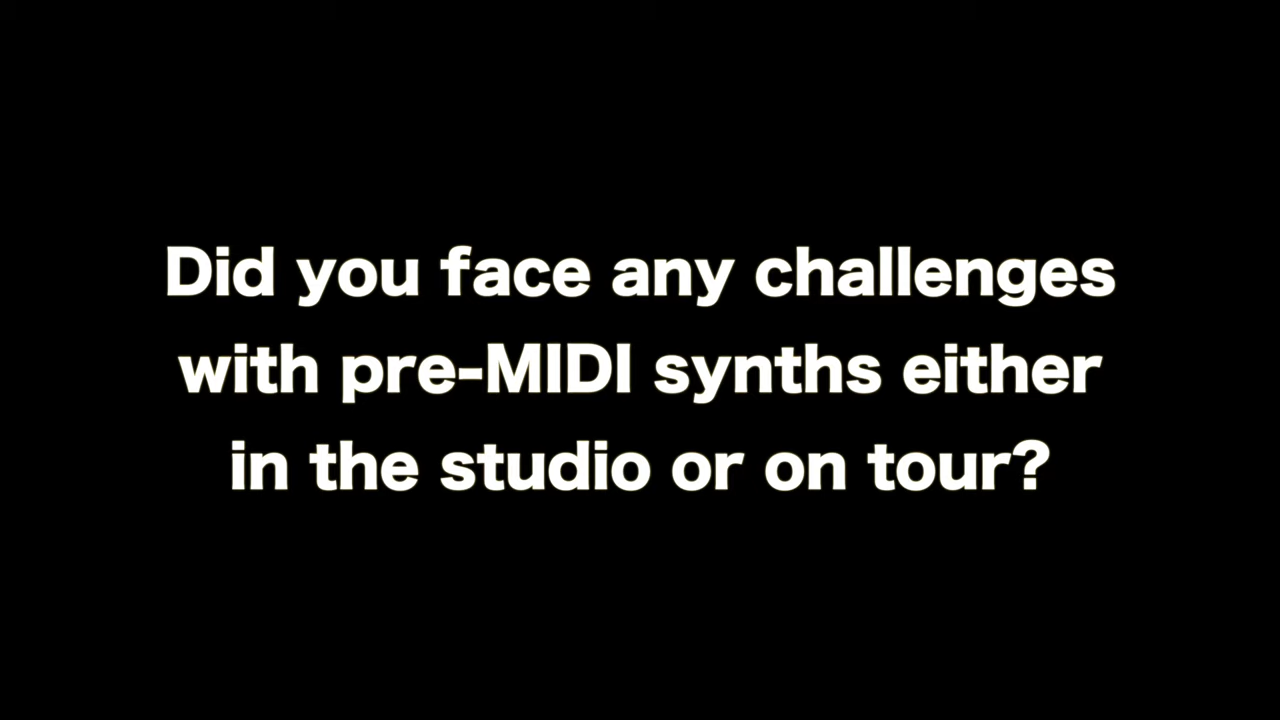 Did you face any challenges
with pre-MIDI synths either
in the studio or on tour?